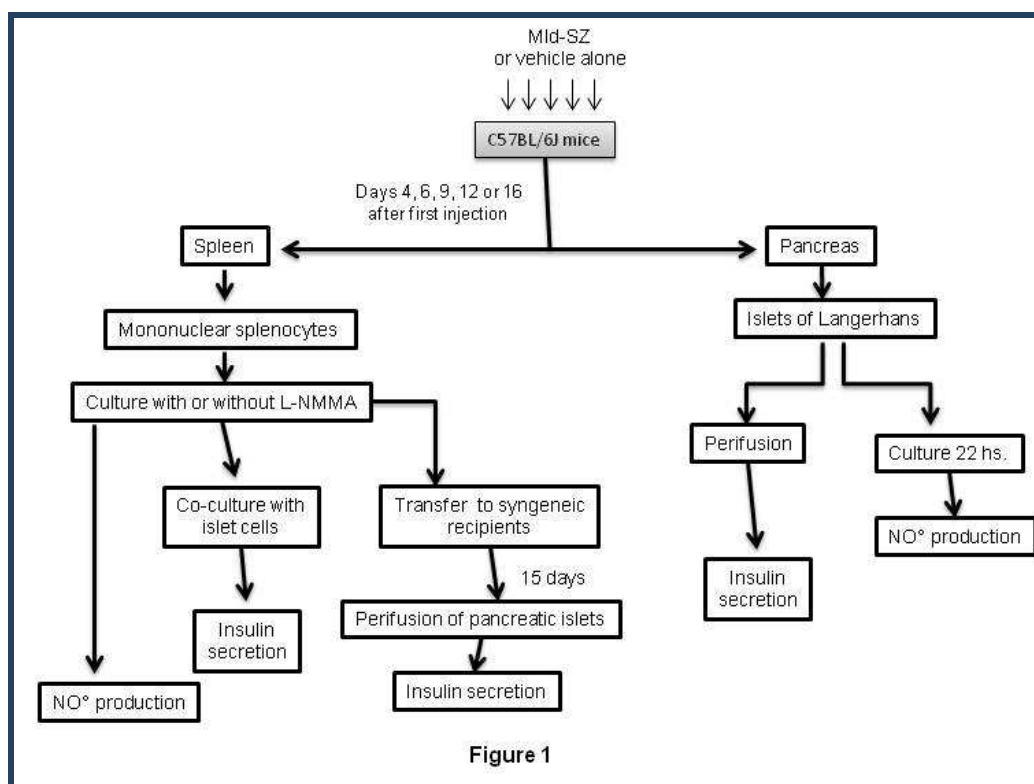 Mld-SZ
or vehicle alone
C57BL/6J mice
Days 4, 6, 9, 12 or 16
after first injection
Spleen
Pancreas
Mononuclear splenocytes
Islets of Langerhans
Culture with or without L-NMMA
Perifusion
Culture 22 hs.
Co-culture with
islet cells
Transfer to syngeneic
recipients
NO° production
15 days
Insulin
secretion
Perifusion of pancreatic islets
Insulin
secretion
NO° production
Insulin secretion
Figure 1